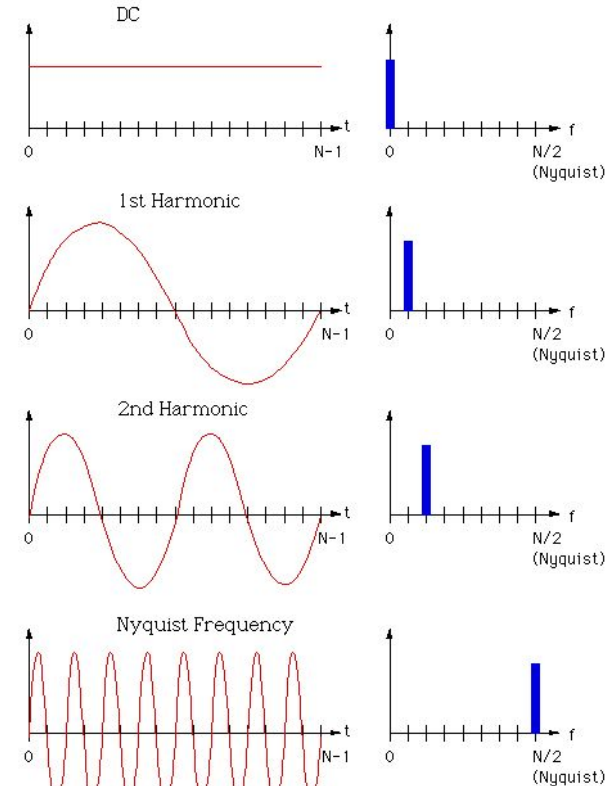 DC
t
f
0
N-1
0
N/2
(Nyquist)
1st Harmonic
t
f
0
N-1
0
N/2
(Nyquist)
2nd Harmonic
t
f
0
N-1
0
N/2
(Nyquist)
Nyquist Frequency
t
f
0
N-1
0
N/2
(Nyquist)